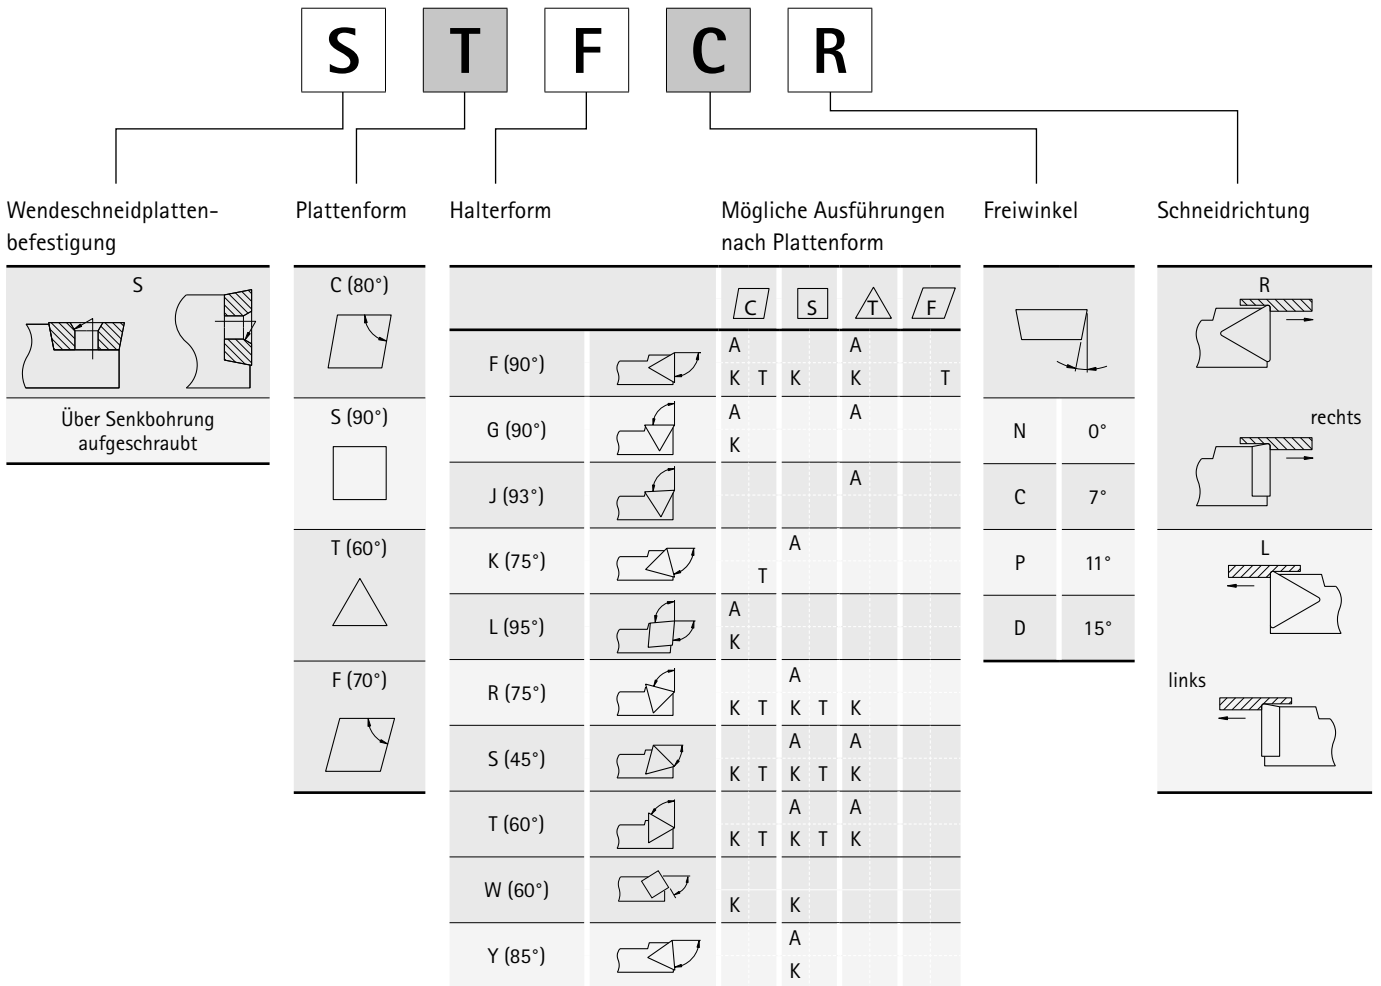 S T F C R
Wendeschneidplatten-
befestigung
Plattenform
Halterform
Mögliche Ausführungen
nach Plattenform
Freiwinkel
Schneidrichtung
S
Über Senkbohrung
aufgeschraubt
C (80°)
S (90°)
T (60°)
F (70°)
C S T F
F (90°) A A
K T K K T
G (90°) A A
K
J (93°) A
K (75°) A
T
L (95°) A
K
R (75°) A
K T K T K
S (45°) A A
K T K T K
T (60°) A A
K T K T K
W (60°)
K K
Y (85°) A
K
N 0°
C 7°
P 11°
D 15°
R
rechts
L
links